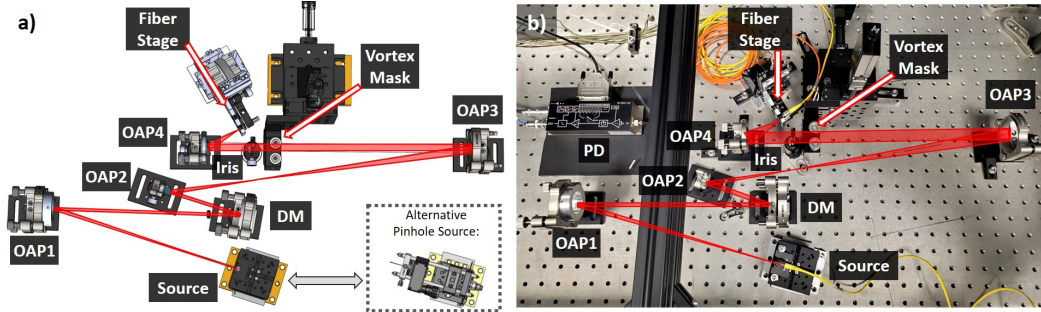 a)
Fiber
Stage
Vortex
Mask
OAP3
OAP4
Iris
OAP2
DM
OAP1
Source
Alternative
Pinhole Source:
b)
Fiber
Stage
Vortex
Mask
OAP3
OAP4
Iris
PD
OAP2
DM
OAP1
Source